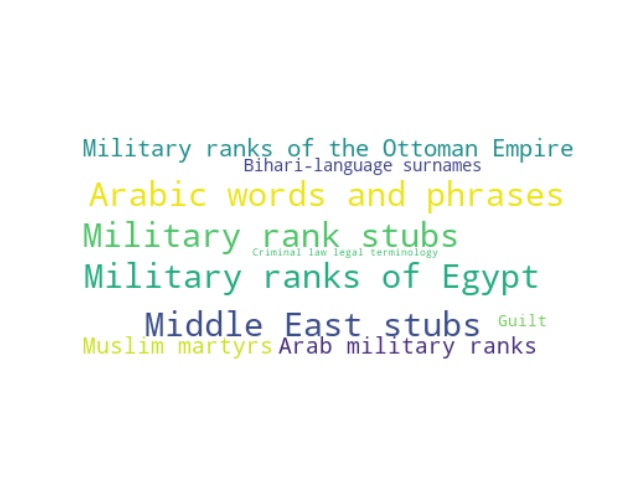 Military ranks of the Ottoman Empire
Bihari-language surnames
Arabic words and phrases
Military rank stubs
Criminal law legal terminology
Military ranks of Egypt
Middle East stubs
Guilt
Muslim martyrs
Arab military ranks